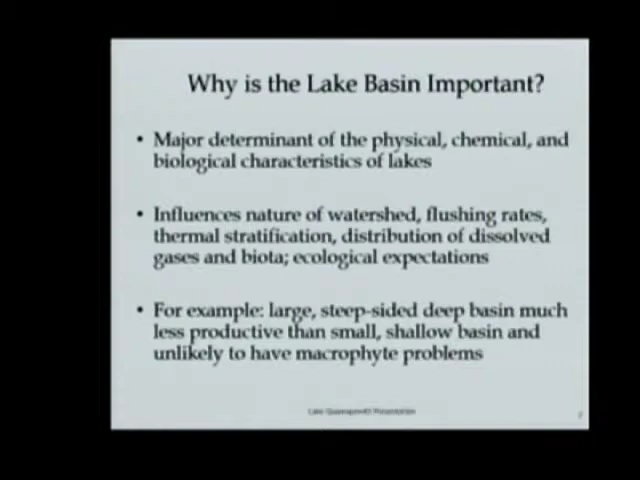 Why is the Lake Basin Important?
• Major determinant of the physical, chemical, and
biological characteristics of lakes
• Influences nature of watershed, flushing rates,
thermal stratification, distribution of dissolved
gases and biota; ecological expectations
• For example: large, steep-sided deep basin much
less productive than small, shallow basin and
unlikely to have macrophyte problems
Lake Presentation